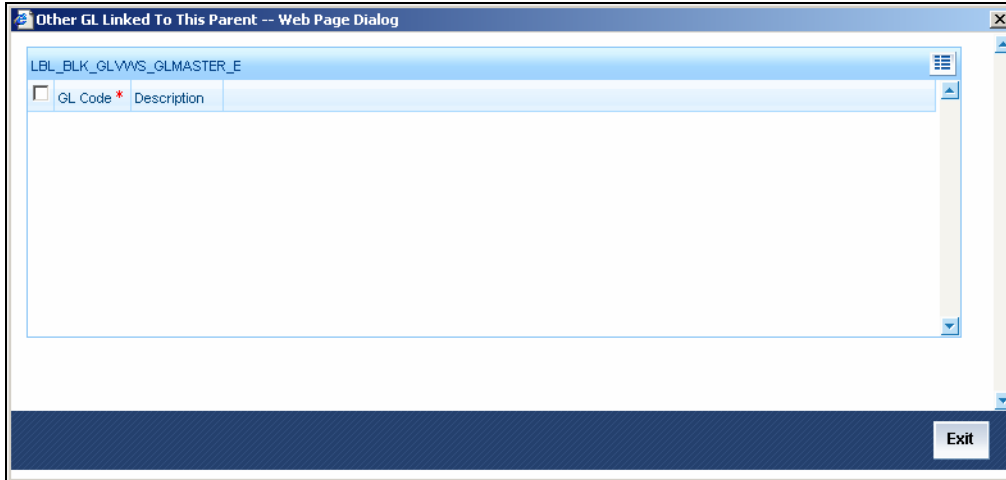 Other GL Linked To This Parent -- Web Page Dialog
LBL_BLK_GLVWS_GLMASTER_E
GL Code * Description
Exit